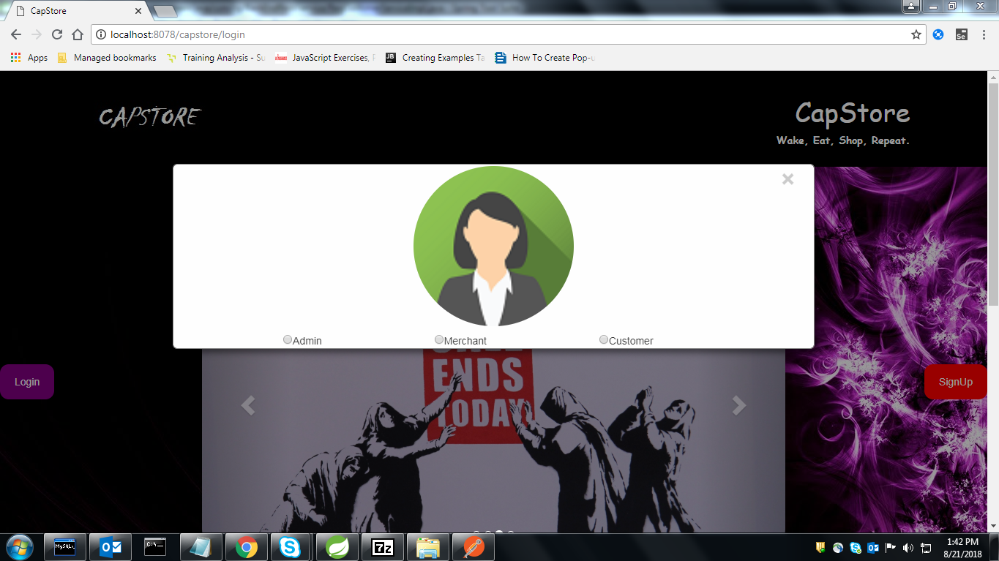 CapStore
localhost:8078/capstore/login
Apps Managed bookmarks Training Analysis - Su JavaScript Exercises, P Creating Examples Ta How To Create Pop-u
CAPSTORE
CapStore
Wake, Eat, Shop, Repeat.
Admin Merchant Customer
ENDS
TODAY
Login
SignUp
1:42 PM
8/21/2018